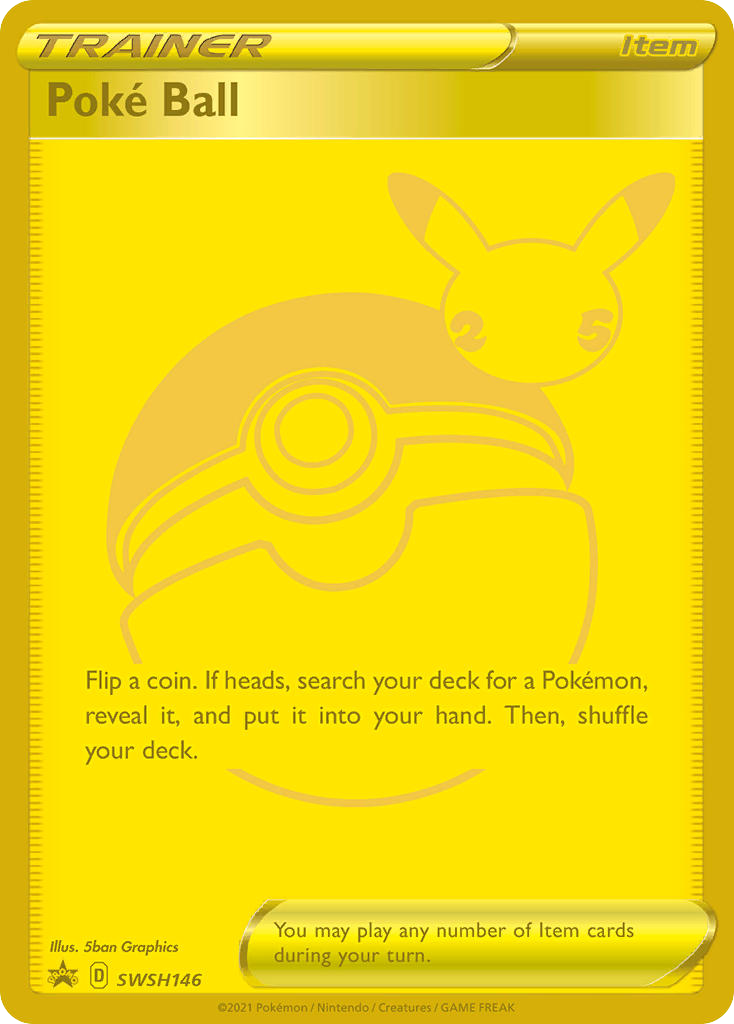 TRAINER
Item
Poké Ball
2 5
Flip a coin. If heads, search your deck for a Pokémon,
reveal it, and put it into your hand. Then, shuffle
your deck.
You may play any number of Item cards
during your turn.
Illus. 5ban Graphics
D SWSH146
©2021 Pokémon / Nintendo / Creatures / GAME FREAK